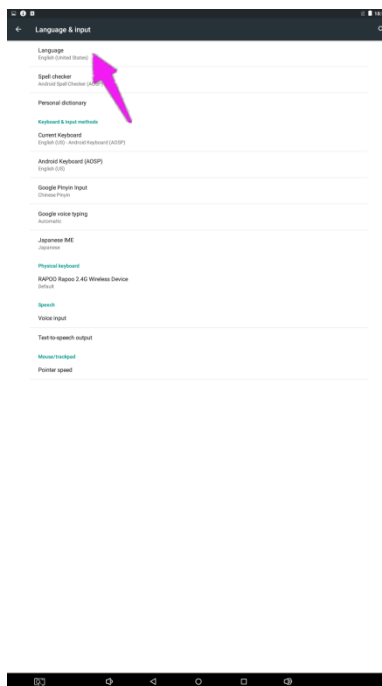 Language & input
Language
English (United States)
Spell checker
Android Spell Checker
Personal dictionary
Keyboard & input methods
Current Keyboard
English (US) - Android Keyboard (AOSP)
Android Keyboard (AOSP)
English (US)
Google Pinyin Input
Chinese Pinyin
Google voice typing
Automatic
Japanese IME
Japanese
Physical keyboard
RAPOO Rapoo 2.4G Wireless Device
Default
Speech
Voice input
Text-to-speech output
Mouse/trackpad
Pointer speed